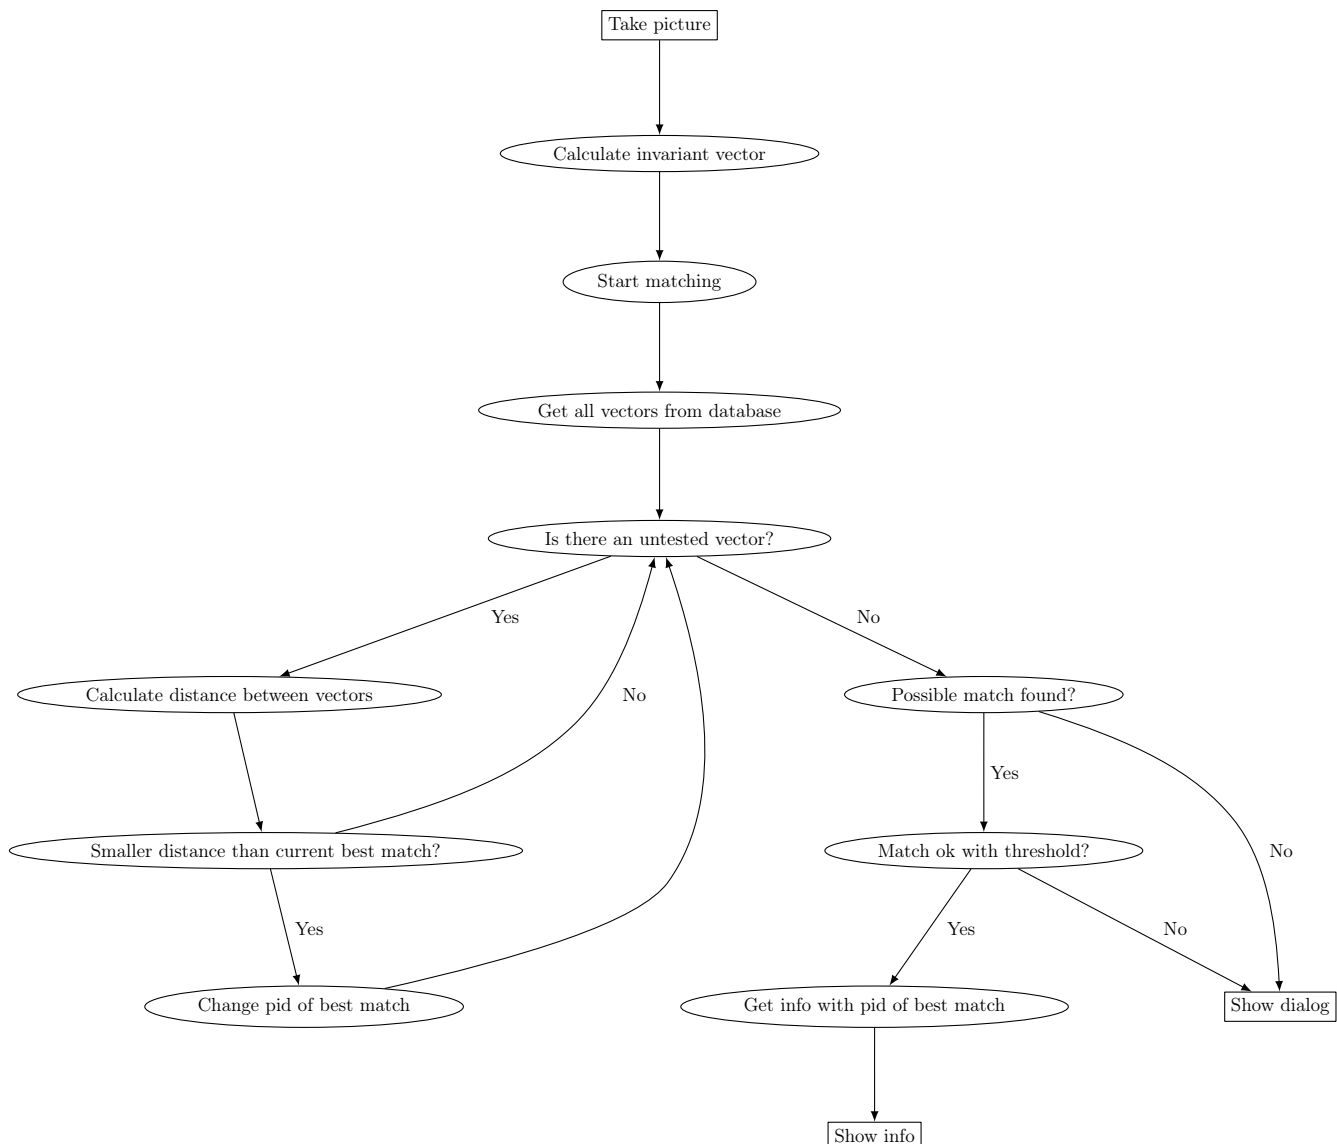 Take picture
Calculate invariant vector
Start matching
Get all vectors from database
Is there an untested vector?
Yes
No
Calculate distance between vectors
No
Possible match found?
Yes
Smaller distance than current best match?
Match ok with threshold?
No
Yes
Yes
No
Change pid of best match
Get info with pid of best match
Show dialog
Show info